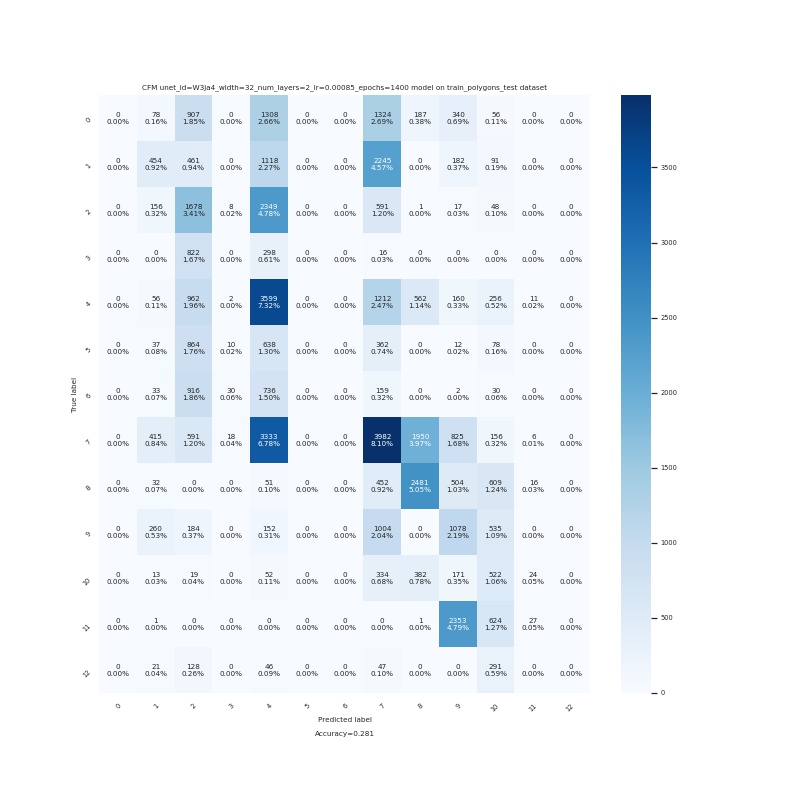 CFM unet_id=W3ja4_width=32_num_layers=2_lr=0.00085_epochs=1400 model on train_polygons_test dataset
0 78 907 0 1308 0 0 1324 187 340 56 0 0
0.00% 0.16% 1.85% 0.00% 2.66% 0.00% 0.00% 2.69% 0.38% 0.69% 0.11% 0.00% 0.00%
0
0 454 461 0 1118 0 0 2245 0 182 91 0 0
0.00% 0.92% 0.94% 0.00% 2.27% 0.00% 0.00% 4.57% 0.00% 0.37% 0.19% 0.00% 0.00%
1
3500
0 156 1678 8 2349 0 0 591 1 17 48 0 0
0.00% 0.32% 3.41% 0.02% 4.78% 0.00% 0.00% 1.20% 0.00% 0.03% 0.10% 0.00% 0.00%
2
3000
0 0 822 0 298 0 0 16 0 0 0 0 0
0.00% 0.00% 1.67% 0.00% 0.61% 0.00% 0.00% 0.03% 0.00% 0.00% 0.00% 0.00% 0.00%
3
0 56 962 2 3599 0 0 1212 562 160 256 11 0
0.00% 0.11% 1.96% 0.00% 7.32% 0.00% 0.00% 2.47% 1.14% 0.33% 0.52% 0.02% 0.00%
4
2500
0 37 864 10 638 0 0 362 0 12 78 0 0
0.00% 0.08% 1.76% 0.02% 1.30% 0.00% 0.00% 0.74% 0.00% 0.02% 0.16% 0.00% 0.00%
5
True label
0 33 916 30 736 0 0 159 0 2 30 0 0
0.00% 0.07% 1.86% 0.06% 1.50% 0.00% 0.00% 0.32% 0.00% 0.00% 0.06% 0.00% 0.00%
6
2000
0 415 591 18 3333 0 0 3982 1950 825 156 6 0
0.00% 0.84% 1.20% 0.04% 6.78% 0.00% 0.00% 8.10% 3.97% 1.68% 0.32% 0.01% 0.00%
7
1500
0 32 0 0 51 0 0 452 2481 504 609 16 0
0.00% 0.07% 0.00% 0.00% 0.10% 0.00% 0.00% 0.92% 5.05% 1.03% 1.24% 0.03% 0.00%
8
0 260 184 0 152 0 0 1004 0 1078 535 0 0
0.00% 0.53% 0.37% 0.00% 0.31% 0.00% 0.00% 2.04% 0.00% 2.19% 1.09% 0.00% 0.00%
9
1000
0 13 19 0 52 0 0 334 382 171 522 24 0
0.00% 0.03% 0.04% 0.00% 0.11% 0.00% 0.00% 0.68% 0.78% 0.35% 1.06% 0.05% 0.00%
10
500
0 1 0 0 0 0 0 0 1 2353 624 27 0
0.00% 0.00% 0.00% 0.00% 0.00% 0.00% 0.00% 0.00% 0.00% 4.79% 1.27% 0.05% 0.00%
11
0 21 128 0 46 0 0 47 0 0 291 0 0
0.00% 0.04% 0.26% 0.00% 0.09% 0.00% 0.00% 0.10% 0.00% 0.00% 0.59% 0.00% 0.00%
12
0
0 1 2 3 4 5 6 7 8 9 10 11 12
Predicted label
Accuracy=0.281